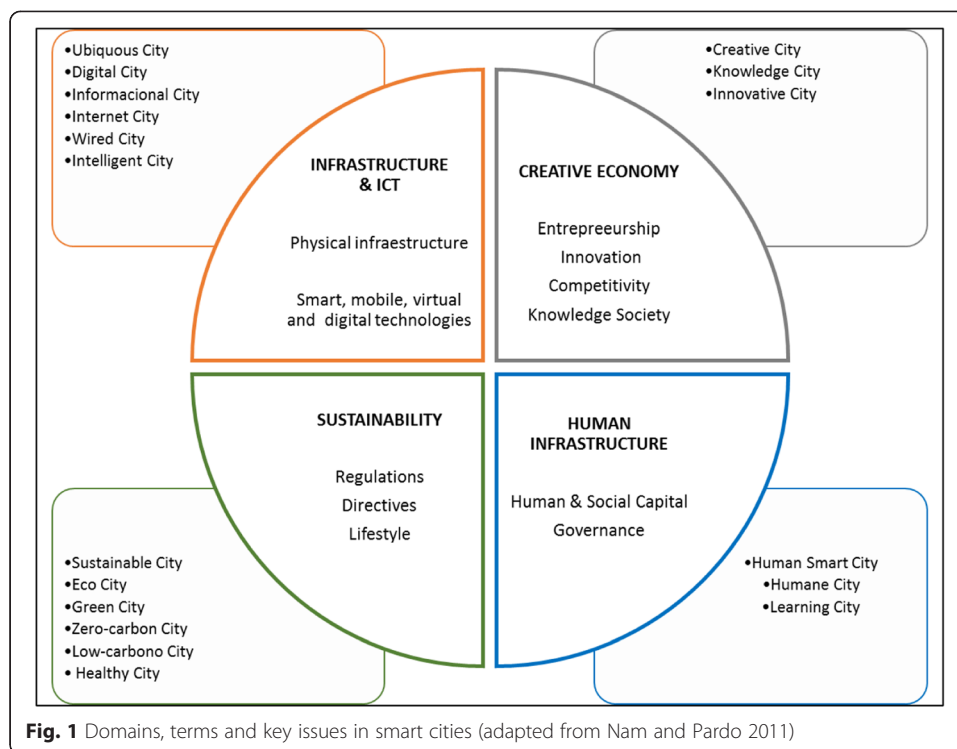 •Ubiquous City
•Digital City
•Informacional City
•Internet City
•Wired City
•Intelligent City
•Creative City
•Knowledge City
•Innovative City
INFRASTRUCTURE
& ICT
Physical infraestructure
Smart, mobile, virtual
and digital technologies
CREATIVE ECONOMY
Entrepreeurship
Innovation
Competitivity
Knowledge Society
SUSTAINABILITY
Regulations
Directives
Lifestyle
HUMAN
INFRASTRUCTURE
Human & Social Capital
Governance
•Sustainable City
•Eco City
•Green City
•Zero-carbon City
•Low-carbono City
• Healthy City
•Human Smart City
•Humane City
•Learning City
Fig. 1 Domains, terms and key issues in smart cities (adapted from Nam and Pardo 2011)